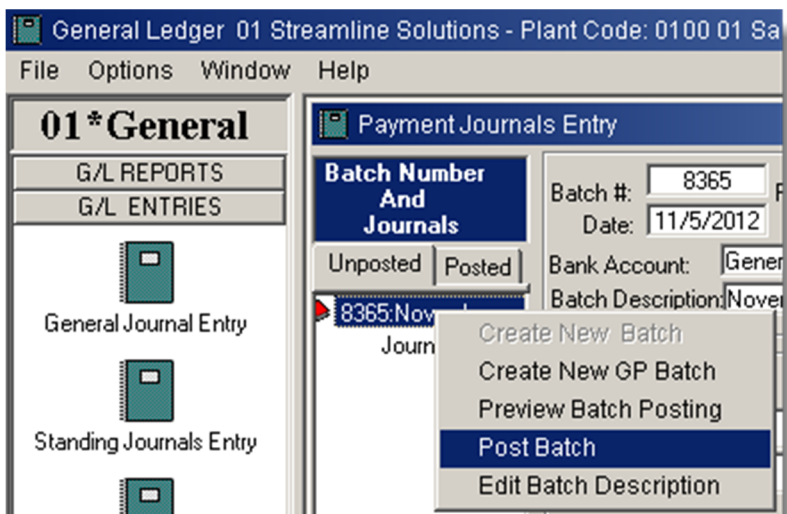 General Ledger 01 Streamline Solutions - Plant Code: 0100 01 Sa
File Options Window Help
01*General
G/L REPORTS
G/L ENTRIES
General Journal Entry
Standing Journals Entry
Payment Journals Entry
Batch Number
And
Journals
Unposted Posted
8365:Novem
Journ
Batch #: 8365
Date: 11/5/2012
Bank Account: Gener
Batch Description: Nover
Create New Batch
Create New GP Batch
Preview Batch Posting
Post Batch
Edit Batch Description